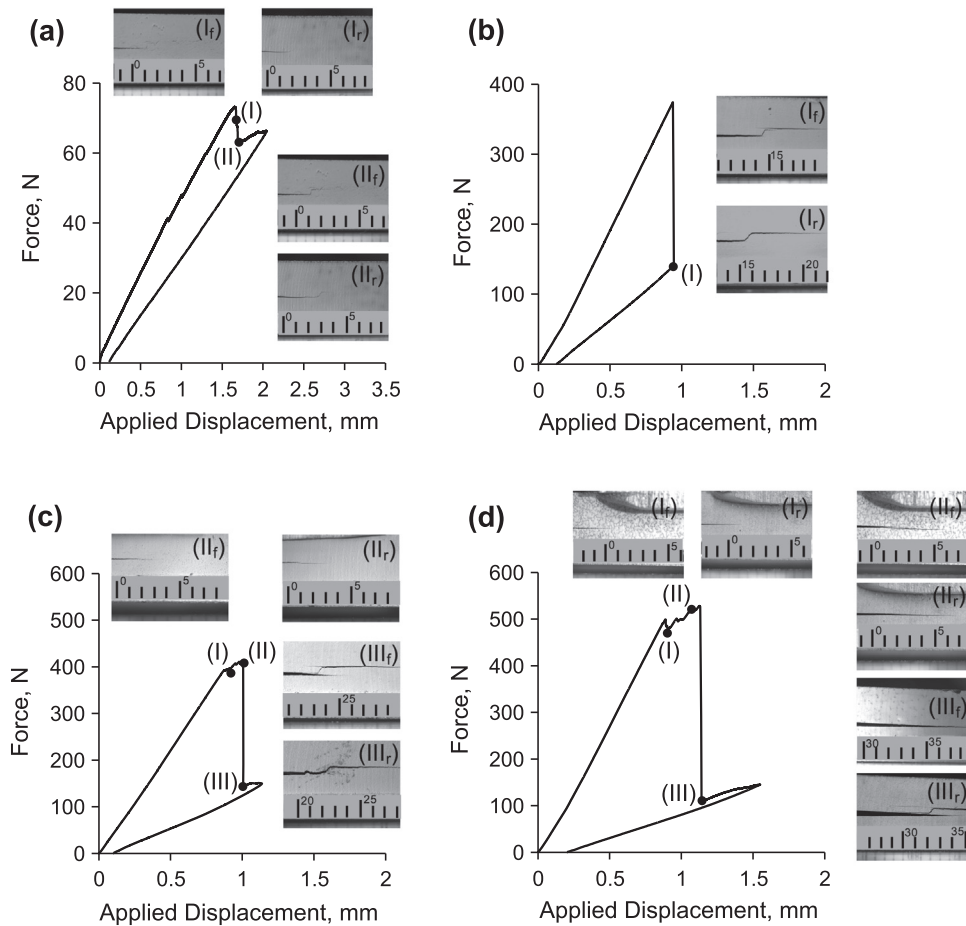 (a)
(I_f)
0 5
(I_r)
0 5
80
60
40
20
0
Force, N
(I)
(II)
(II_f)
0 5
(II_r)
0 5
0 0.5 1 1.5 2 2.5 3 3.5
Applied Displacement, mm
(b)
400
300
200
100
0
Force, N
(I)
(I_f)
15
(I_r)
15 20
0 1 2
Applied Displacement, mm
(c)
(II_f)
0 5
(II_r)
0 5
600
500
400
300
200
100
0
Force, N
(I) (II)
(III)
(III_f)
25
(III_r)
20 25
0 0.5 1 1.5 2
Applied Displacement, mm
(d)
(I_f)
0 5
(I_r)
0 5
(II_f)
0 5
(II_r)
0 5
(III_f)
30 35
(III_r)
30 35
600
500
400
300
200
100
0
Force, N
(II)
(I)
(III)
0 0.5 1 1.5 2
Applied Displacement, mm